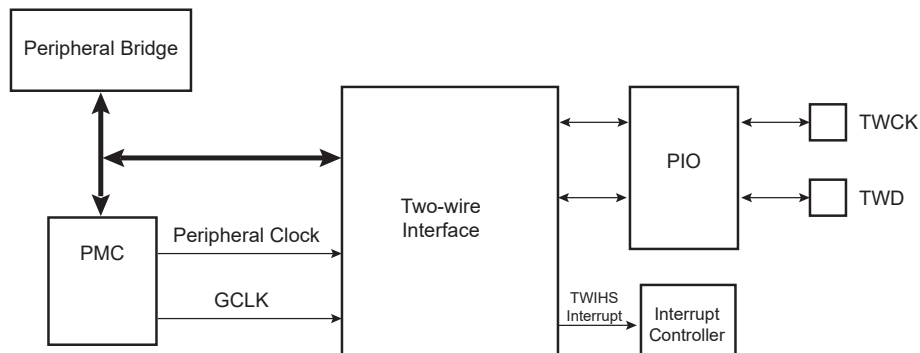 Peripheral Bridge
TWCK
PIO
Two-wire
Interface
TWD
PMC
Peripheral Clock
GCLK
TWIHS
Interrupt
Interrupt
Controller